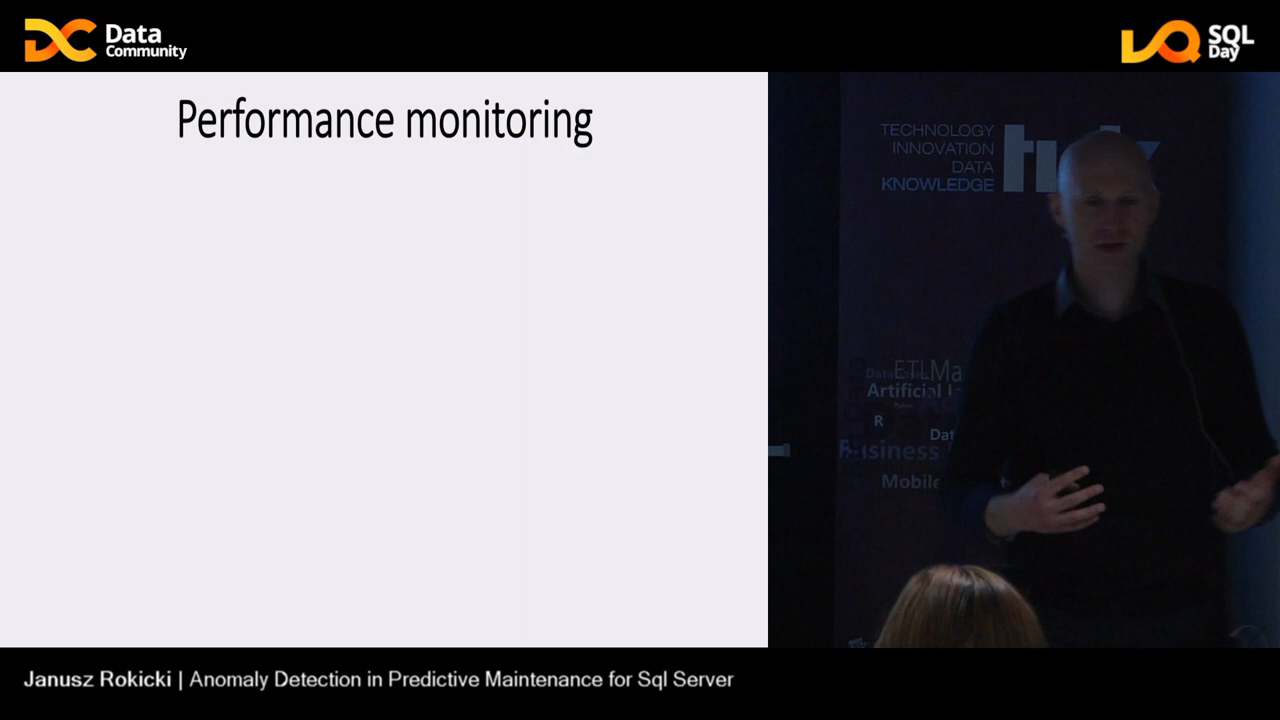 Data
Community
SQL
Day
Performance monitoring
TECHNOLOGY
INNOVATION
DATA
KNOWLEDGE
ETL
Artificial
R
Mobile
Janusz Rokicki | Anomaly Detection in Predictive Maintenance for Sql Server